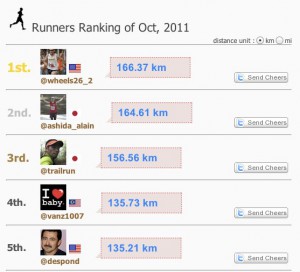 Runners Ranking of Oct, 2011
distance unit : km mi
1st.
166.37 km
@wheels26_2
Send Cheers
2nd.
164.61 km
@ashida_alain
Send Cheers
3rd.
156.56 km
@trailrun
Send Cheers
4th.
I ♥
baby.
135.73 km
@vanz1007
Send Cheers
5th.
135.21 km
@despond
Send Cheers